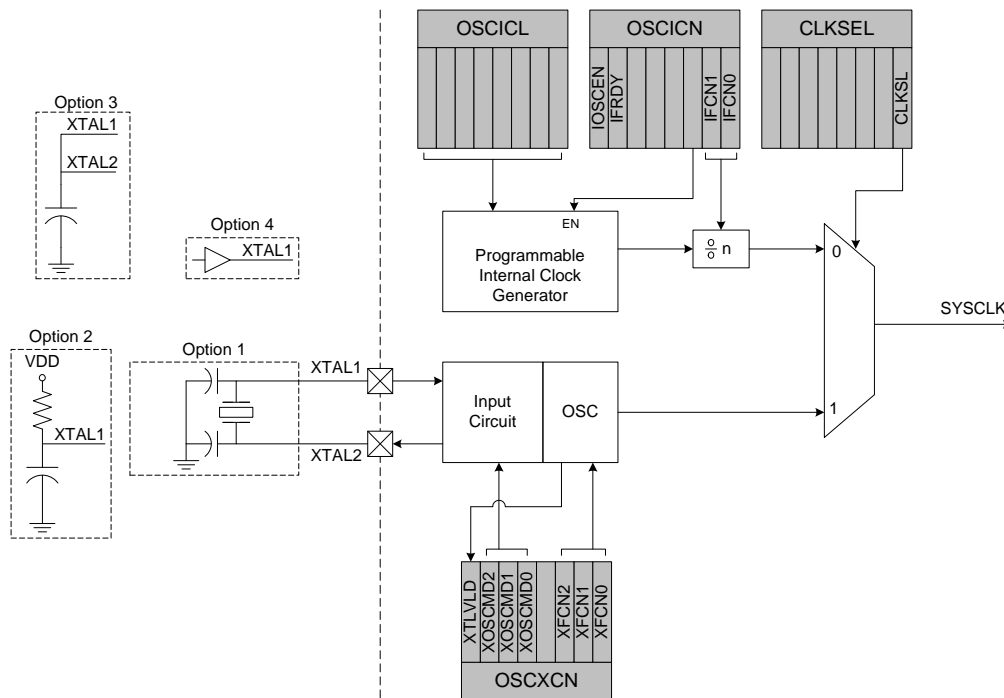 OSCICL
OSCICN
CLKSEL
IOSCEN
IFRDY
IFCN1
IFCN0
CLKSL
Option 3
XTAL1
XTAL2
Option 4
XTAL1
EN
Programmable
Internal Clock
Generator
n
0
SYSCLK
Option 2
VDD
XTAL1
Option 1
XTAL1
XTAL2
Input
Circuit
OSC
1
XTLVLD
XOSCMD2
XOSCMD1
XOSCMD0
XFCN2
XFCN1
XFCN0
OSCXCN